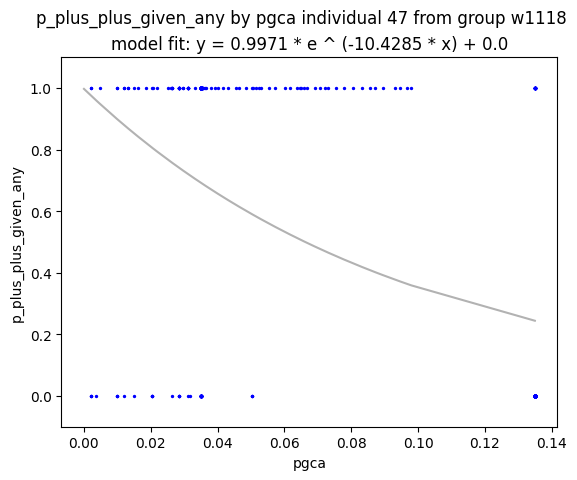 p_plus_plus_given_any by pgca individual 47 from group w1118
model fit: y = 0.9971 * e ^ (-10.4285 * x) + 0.0
1.0
0.8
0.6
0.4
0.2
0.0
p_plus_plus_given_any
0.00 0.02 0.04 0.06 0.08 0.10 0.12 0.14
pgca